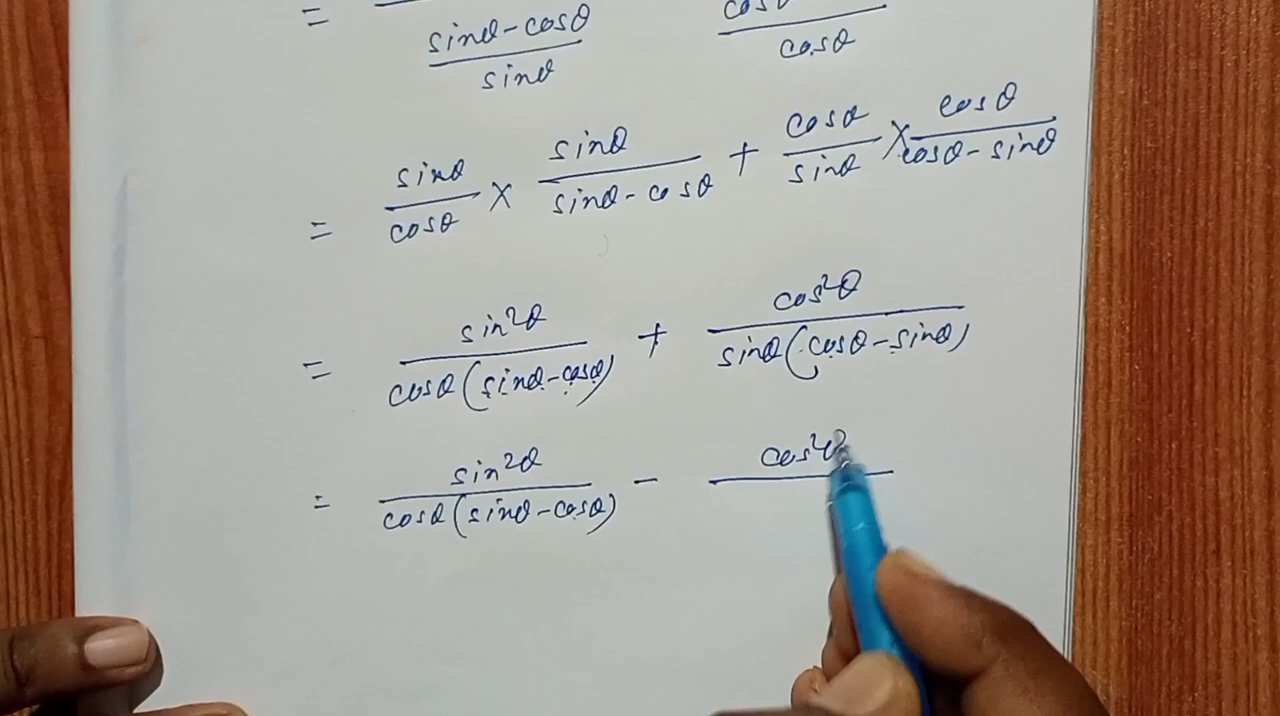 = sinθ-cosθ / sinθ cosθ / cosθ
= sinθ/cosθ × sinθ/sinθ-cosθ + cosθ/sinθ × cosθ/cosθ-sinθ
= sin²θ/cosθ(sinθ-cosθ) + cos²θ/sinθ(cosθ-sinθ)
= sin²θ/cosθ(sinθ-cosθ) - cos²θ